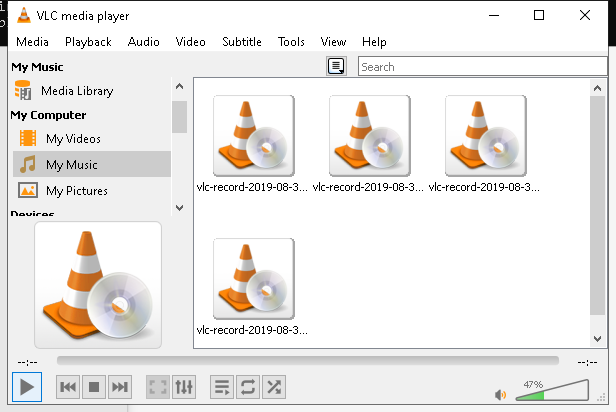 VLC media player
Media Playback Audio Video Subtitle Tools View Help
My Music
Search
Media Library
My Computer
My Videos
My Music
My Pictures
Devices
vlc-record-2019-08-3... vlc-record-2019-08-3... vlc-record-2019-08-3...
vlc-record-2019-08-3...
--:-- --:--
47%